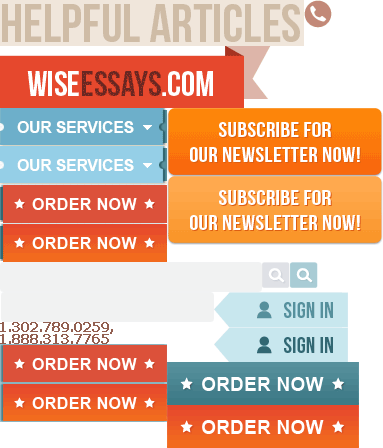 HELPFUL ARTICLES
WISEESSAYS.COM
OUR SERVICES
OUR SERVICES
SUBSCRIBE FOR
OUR NEWSLETTER NOW!
SUBSCRIBE FOR
OUR NEWSLETTER NOW!
ORDER NOW
ORDER NOW
SIGN IN
SIGN IN
1.302.789.0259,
1.888.313.7765
ORDER NOW
ORDER NOW
ORDER NOW
ORDER NOW